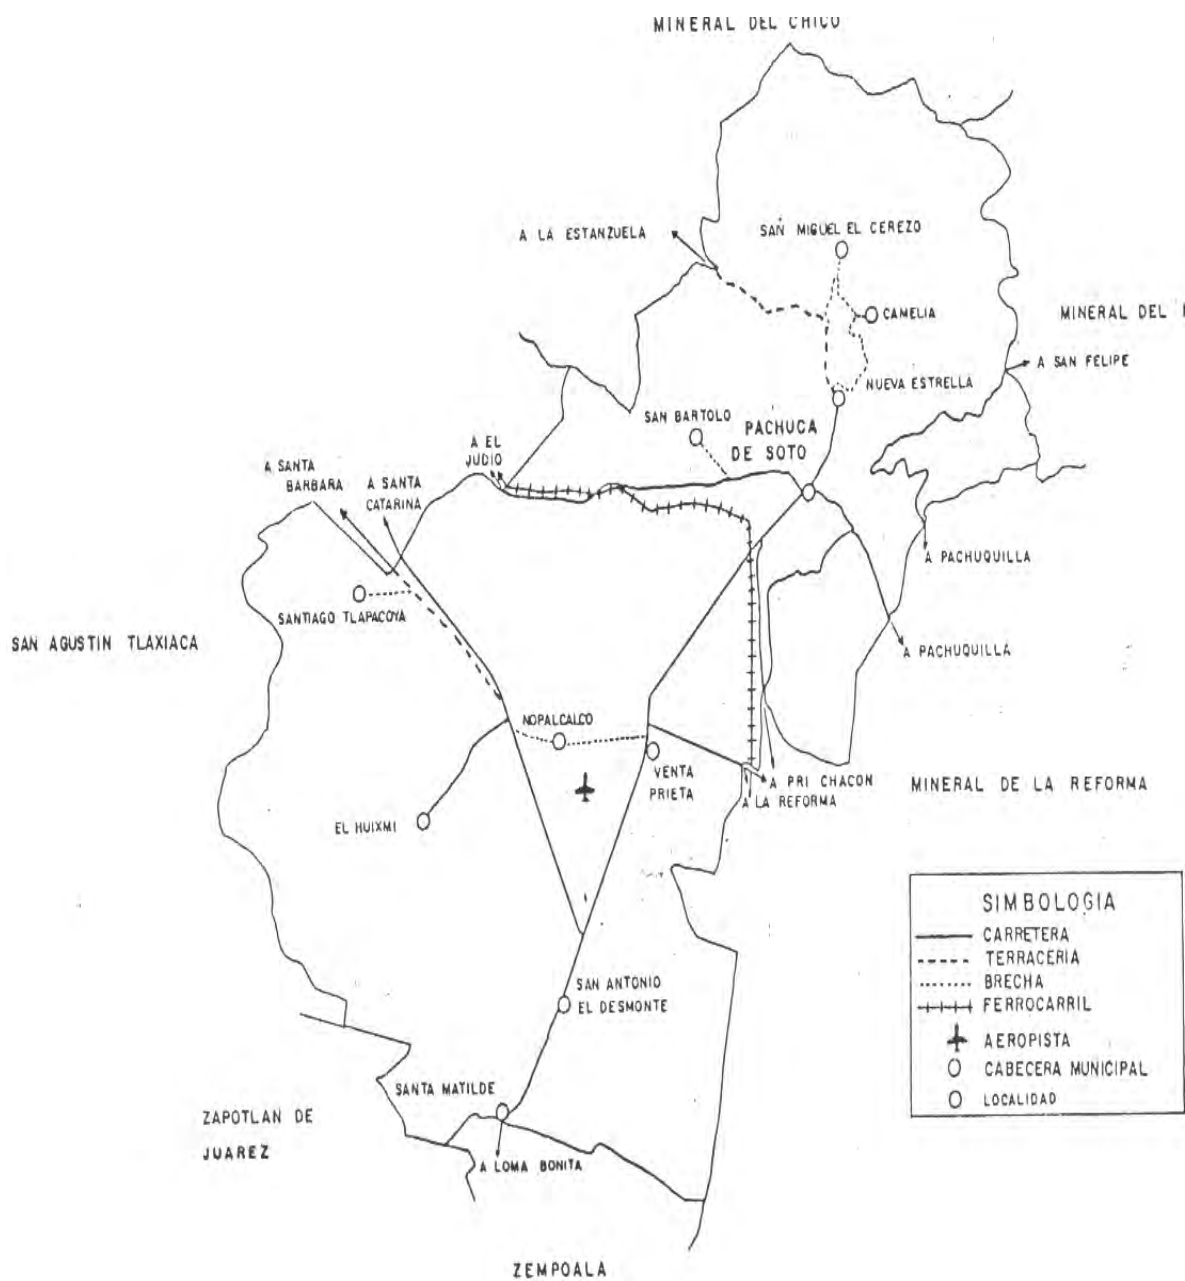 MINERAL DEL CHICO
A LA ESTANZUELA
SAN MIGUEL EL CEREZO
CAMELIA
MINERAL DEL
A SAN FELIPE
NUEVA ESTRELLA
SAN BARTOLO
PACHUCA
DE SOTO
A EL
JUDIO
A SANTA
BARBARA
A SANTA
CATARINA
A PACHUQUILLA
SANTIAGO TLAPACOYA
SAN AGUSTIN TLAXIACA
A PACHUQUILLA
NOPALCALCO
VENTA
PRIETA
A PRI CHACON
A LA REFORMA
MINERAL DE LA REFORMA
EL HUIXMI
SIMBOLOGIA
CARRETERA
TERRACERIA
BRECHA
FERROCARRIL
AEROPISTA
CABECERA MUNICIPAL
LOCALIDAD
SAN ANTONIO
EL DESMONTE
SANTA MATILDE
ZAPOTLAN DE
JUAREZ
A LOMA BONITA
ZEMPOALA